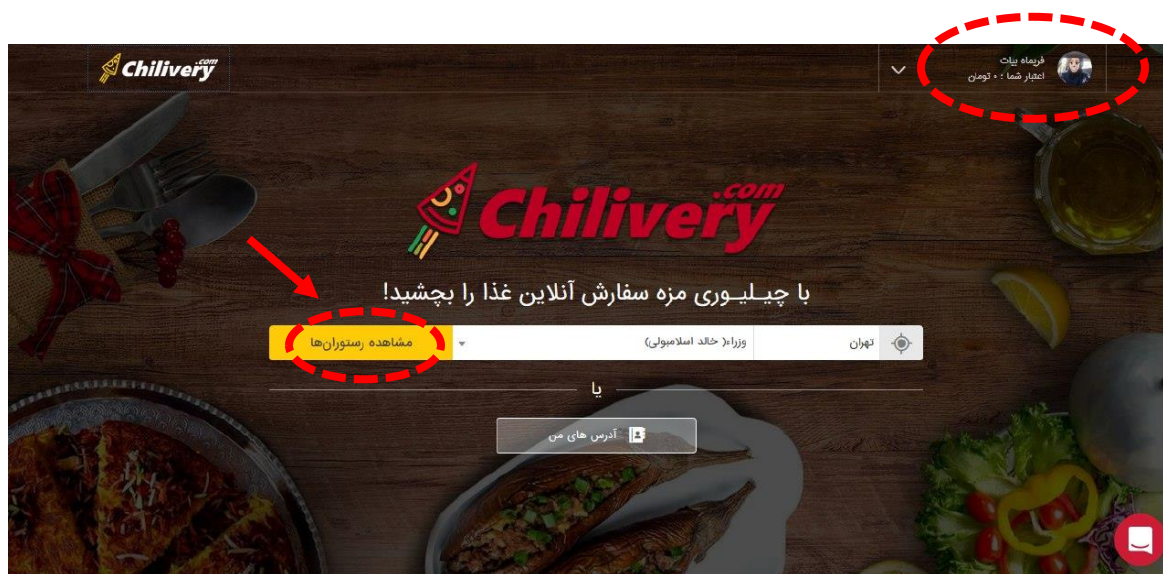 Chilivery.com
فریماه بیات
اعتبار شما : ۰ تومان
Chilivery.com
با چیـلیـوری مزه سفارش آنلاین غذا را بچشید!
تهران
وزراء( خالد اسلامبولی)
مشاهده رستوران‌ها
یا
آدرس های من